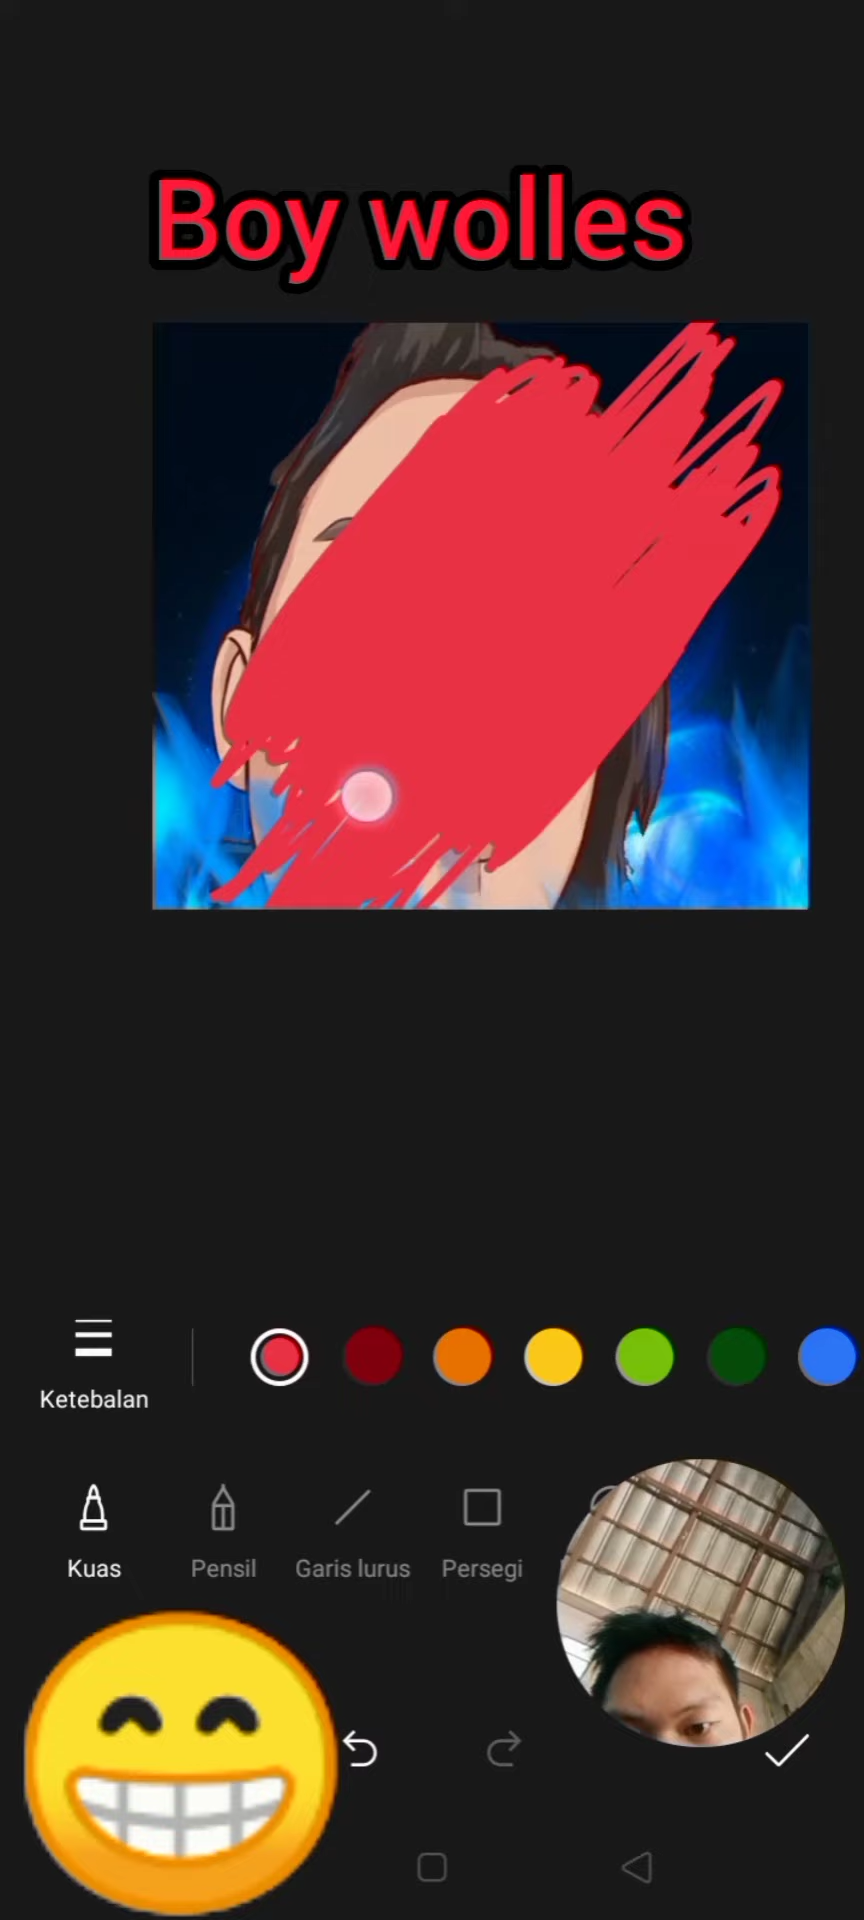 Boy wolles
Ketebalan
Kuas
Pensil
Garis lurus
Persegi